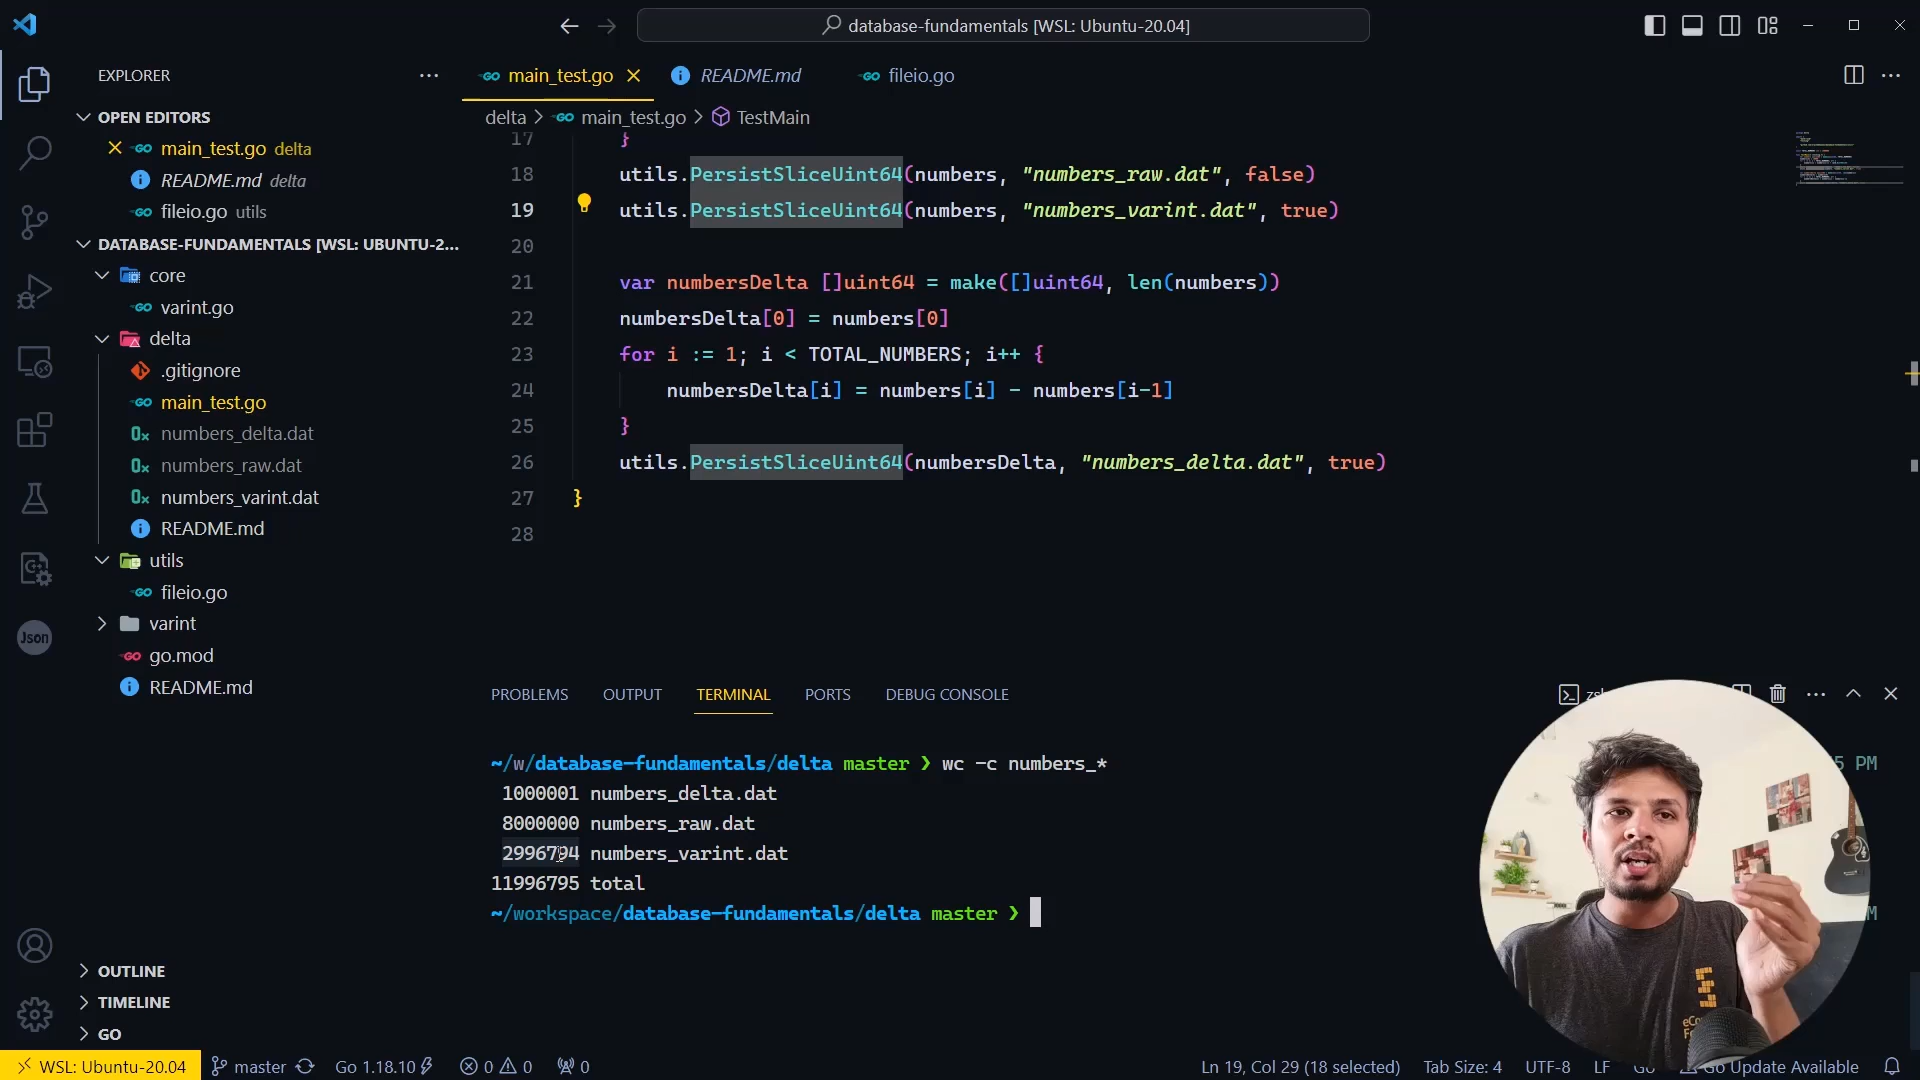 database-fundamentals [WSL: Ubuntu-20.04]
EXPLORER
OPEN EDITORS
main_test.go delta
README.md delta
fileio.go utils
DATABASE-FUNDAMENTALS [WSL: UBUNTU-2...
core
varint.go
delta
.gitignore
main_test.go
numbers_delta.dat
numbers_raw.dat
numbers_varint.dat
README.md
utils
fileio.go
varint
go.mod
README.md
Json
OUTLINE
TIMELINE
GO
main_test.go
README.md
fileio.go
delta > main_test.go > TestMain
17 }
18 utils.PersistSliceUint64(numbers, "numbers_raw.dat", false)
19 utils.PersistSliceUint64(numbers, "numbers_varint.dat", true)
20
21 var numbersDelta []uint64 = make([]uint64, len(numbers))
22 numbersDelta[0] = numbers[0]
23 for i := 1; i < TOTAL_NUMBERS; i++ {
24 numbersDelta[i] = numbers[i] - numbers[i-1]
25 }
26 utils.PersistSliceUint64(numbersDelta, "numbers_delta.dat", true)
27 }
28
PROBLEMS OUTPUT TERMINAL PORTS DEBUG CONSOLE
~/w/database-fundamentals/delta master ❯ wc -c numbers_*
1000001 numbers_delta.dat
8000000 numbers_raw.dat
2996794 numbers_varint.dat
11996795 total
~/workspace/database-fundamentals/delta master ❯
PM
WSL: Ubuntu-20.04 master Go 1.18.10 0 0 0 Ln 19, Col 29 (18 selected) Tab Size: 4 UTF-8 LF Go Go Update Available